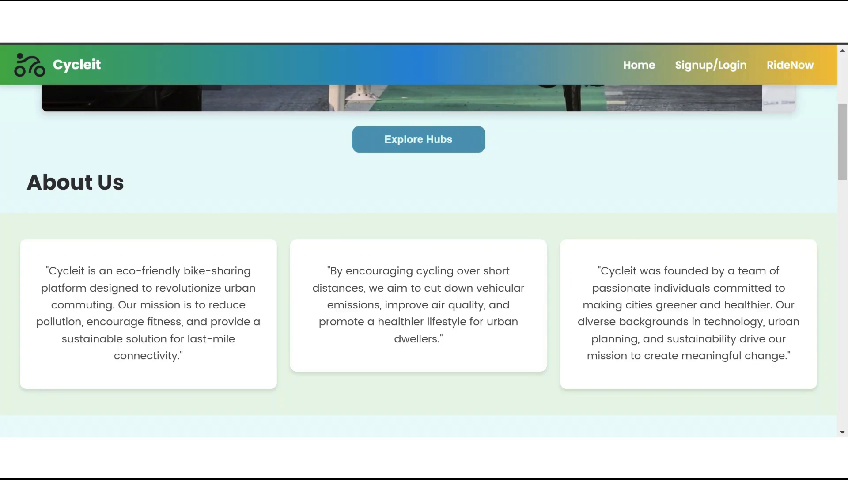 Cycleit
Home Signup/Login RideNow
Explore Hubs
About Us
"Cycleit is an eco-friendly bike-sharing
platform designed to revolutionize urban
commuting. Our mission is to reduce
pollution, encourage fitness, and provide a
sustainable solution for last-mile
connectivity."
"By encouraging cycling over short
distances, we aim to cut down vehicular
emissions, improve air quality, and
promote a healthier lifestyle for urban
dwellers."
"Cycleit was founded by a team of
passionate individuals committed to
making cities greener and healthier. Our
diverse backgrounds in technology, urban
planning, and sustainability drive our
mission to create meaningful change."